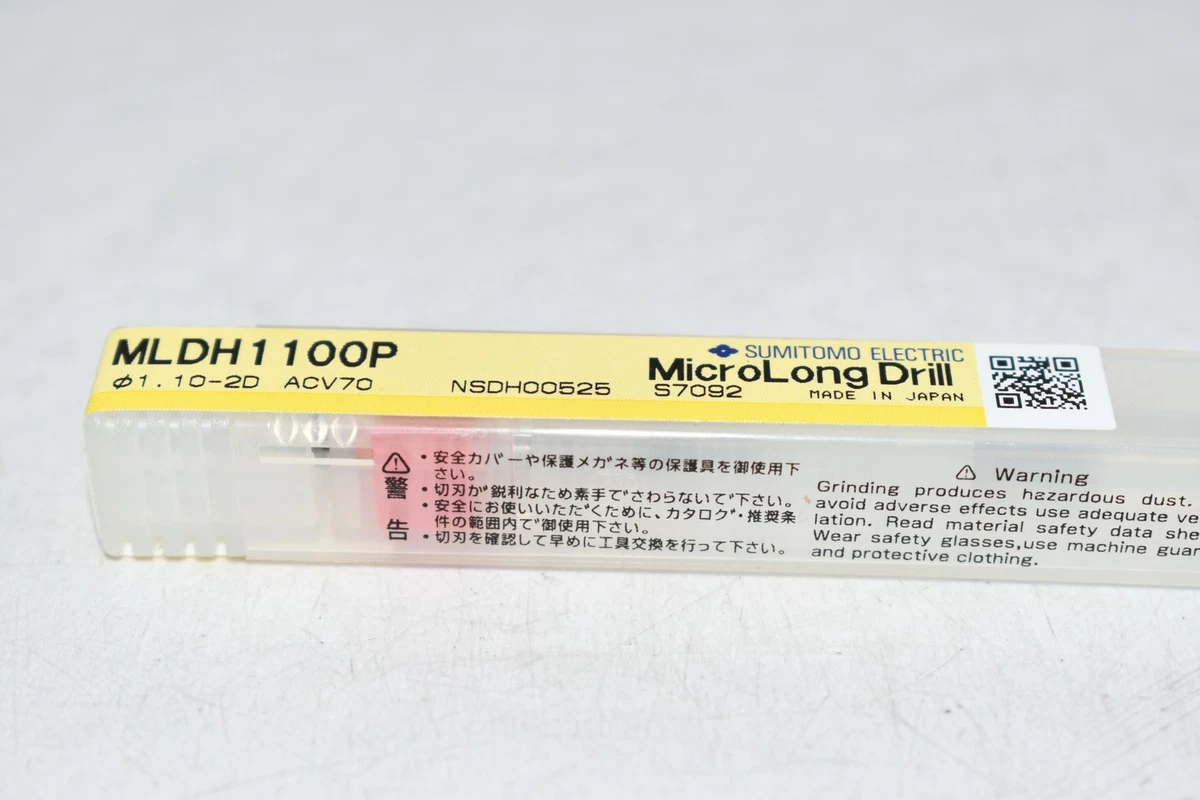 MLDH1100P
φ1.10-2D ACV70 NSDH00525 S7092
SUMITOMO ELECTRIC
MicroLong Drill
MADE IN JAPAN
警告
・安全カバーや保護メガネ等の保護具を御使用下
さい。
・切刃が鋭利なため素手でさわらないで下さい。
・安全にお使いいただくために、カタログ・推奨条
件の範囲内で御使用下さい。
・切刃を確認して早めに工具交換を行って下さい。
Warning
Grinding produces hazardous dust.
avoid adverse effects use adequate
lation. Read material safety data
Wear safety glasses,use machine
and protective clothing.